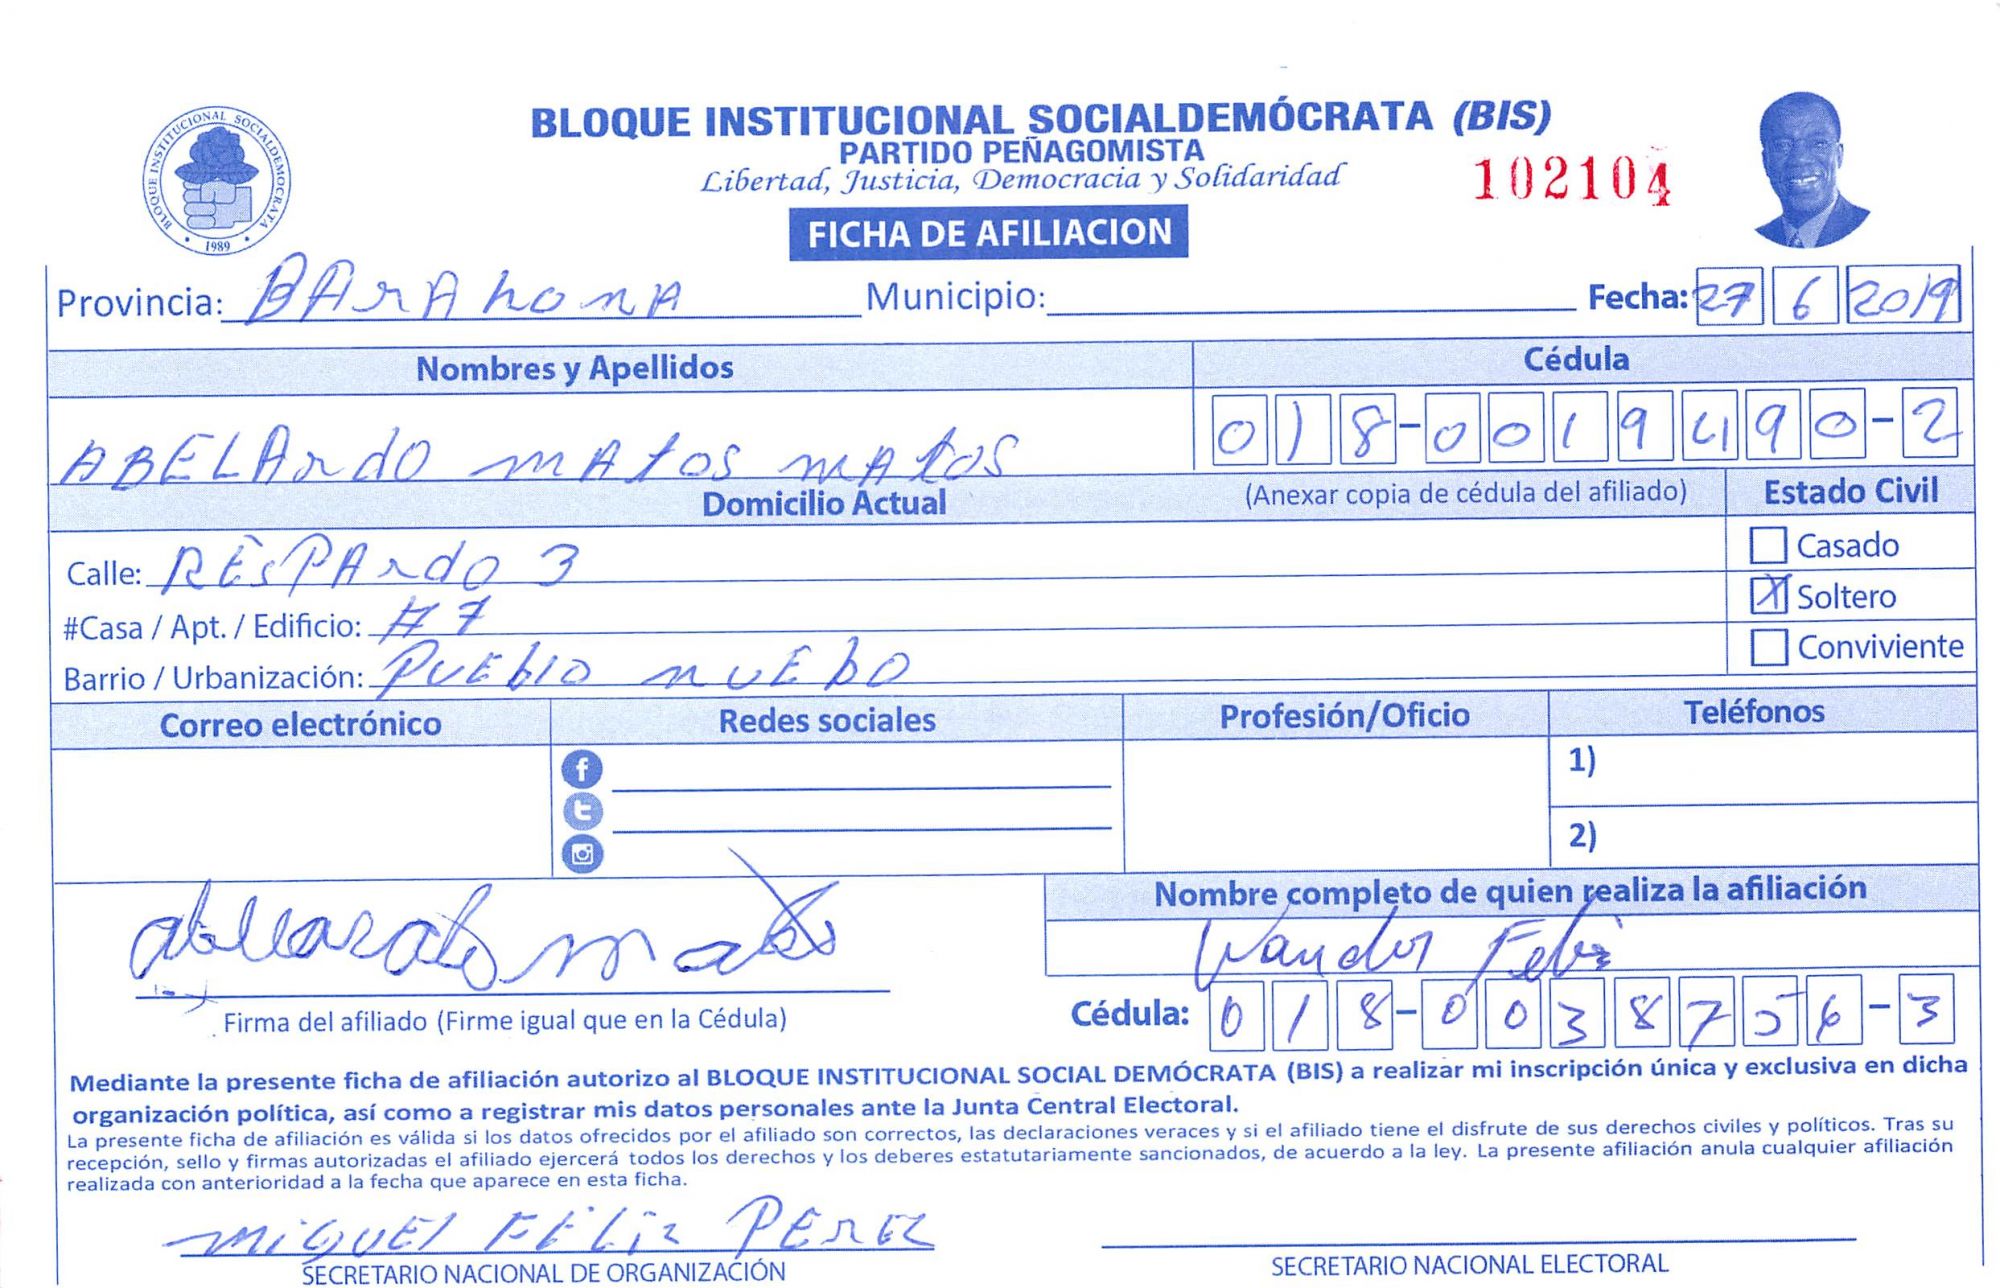 BLOQUE INSTITUCIONAL SOCIALDEMÓCRATA (BIS)
PARTIDO PEÑAGOMISTA
Libertad, Justicia, Democracia y Solidaridad
102104
BLOQUE INSTITUCIONAL SOCIALDEMOCRATA
1989
FICHA DE AFILIACION
Provincia: BArAhonA Municipio: Fecha: 27 6 2019
Nombres y Apellidos Cédula
ABELArdo mAtos mAtos 018-0019490-2
Domicilio Actual (Anexar copia de cédula del afiliado) Estado Civil
Calle: RESPArdo 3 Casado
#Casa / Apt. / Edificio: # 7 X Soltero
Barrio / Urbanización: PUEblo nuEbo Conviviente
Correo electrónico Redes sociales Profesión/Oficio Teléfonos
1)
2)
Nombre completo de quien realiza la afiliación
Firma del afiliado (Firme igual que en la Cédula)
Cédula: 018-0038756-3
Mediante la presente ficha de afiliación autorizo al BLOQUE INSTITUCIONAL SOCIAL DEMÓCRATA (BIS) a realizar mi inscripción única y exclusiva en dicha
organización política, así como a registrar mis datos personales ante la Junta Central Electoral.
La presente ficha de afiliación es válida si los datos ofrecidos por el afiliado son correctos, las declaraciones veraces y si el afiliado tiene el disfrute de sus derechos civiles y políticos. Tras su
recepción, sello y firmas autorizadas el afiliado ejercerá todos los derechos y los deberes estatutariamente sancionados, de acuerdo a la ley. La presente afiliación anula cualquier afiliación
realizada con anterioridad a la fecha que aparece en esta ficha.
miguEl FÉliz PErEz
SECRETARIO NACIONAL DE ORGANIZACIÓN SECRETARIO NACIONAL ELECTORAL